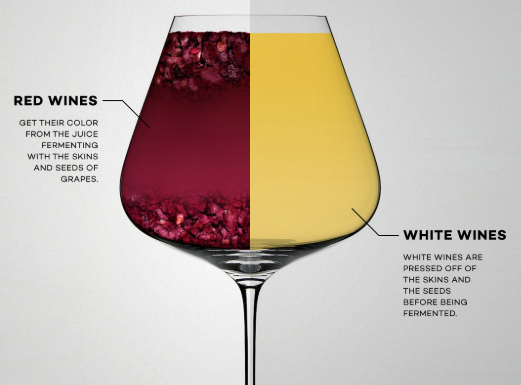 RED WINES
GET THEIR COLOR
FROM THE JUICE
FERMENTING
WITH THE SKINS
AND SEEDS OF
GRAPES.
WHITE WINES
WHITE WINES ARE
PRESSED OFF OF
THE SKINS AND
THE SEEDS
BEFORE BEING
FERMENTED.